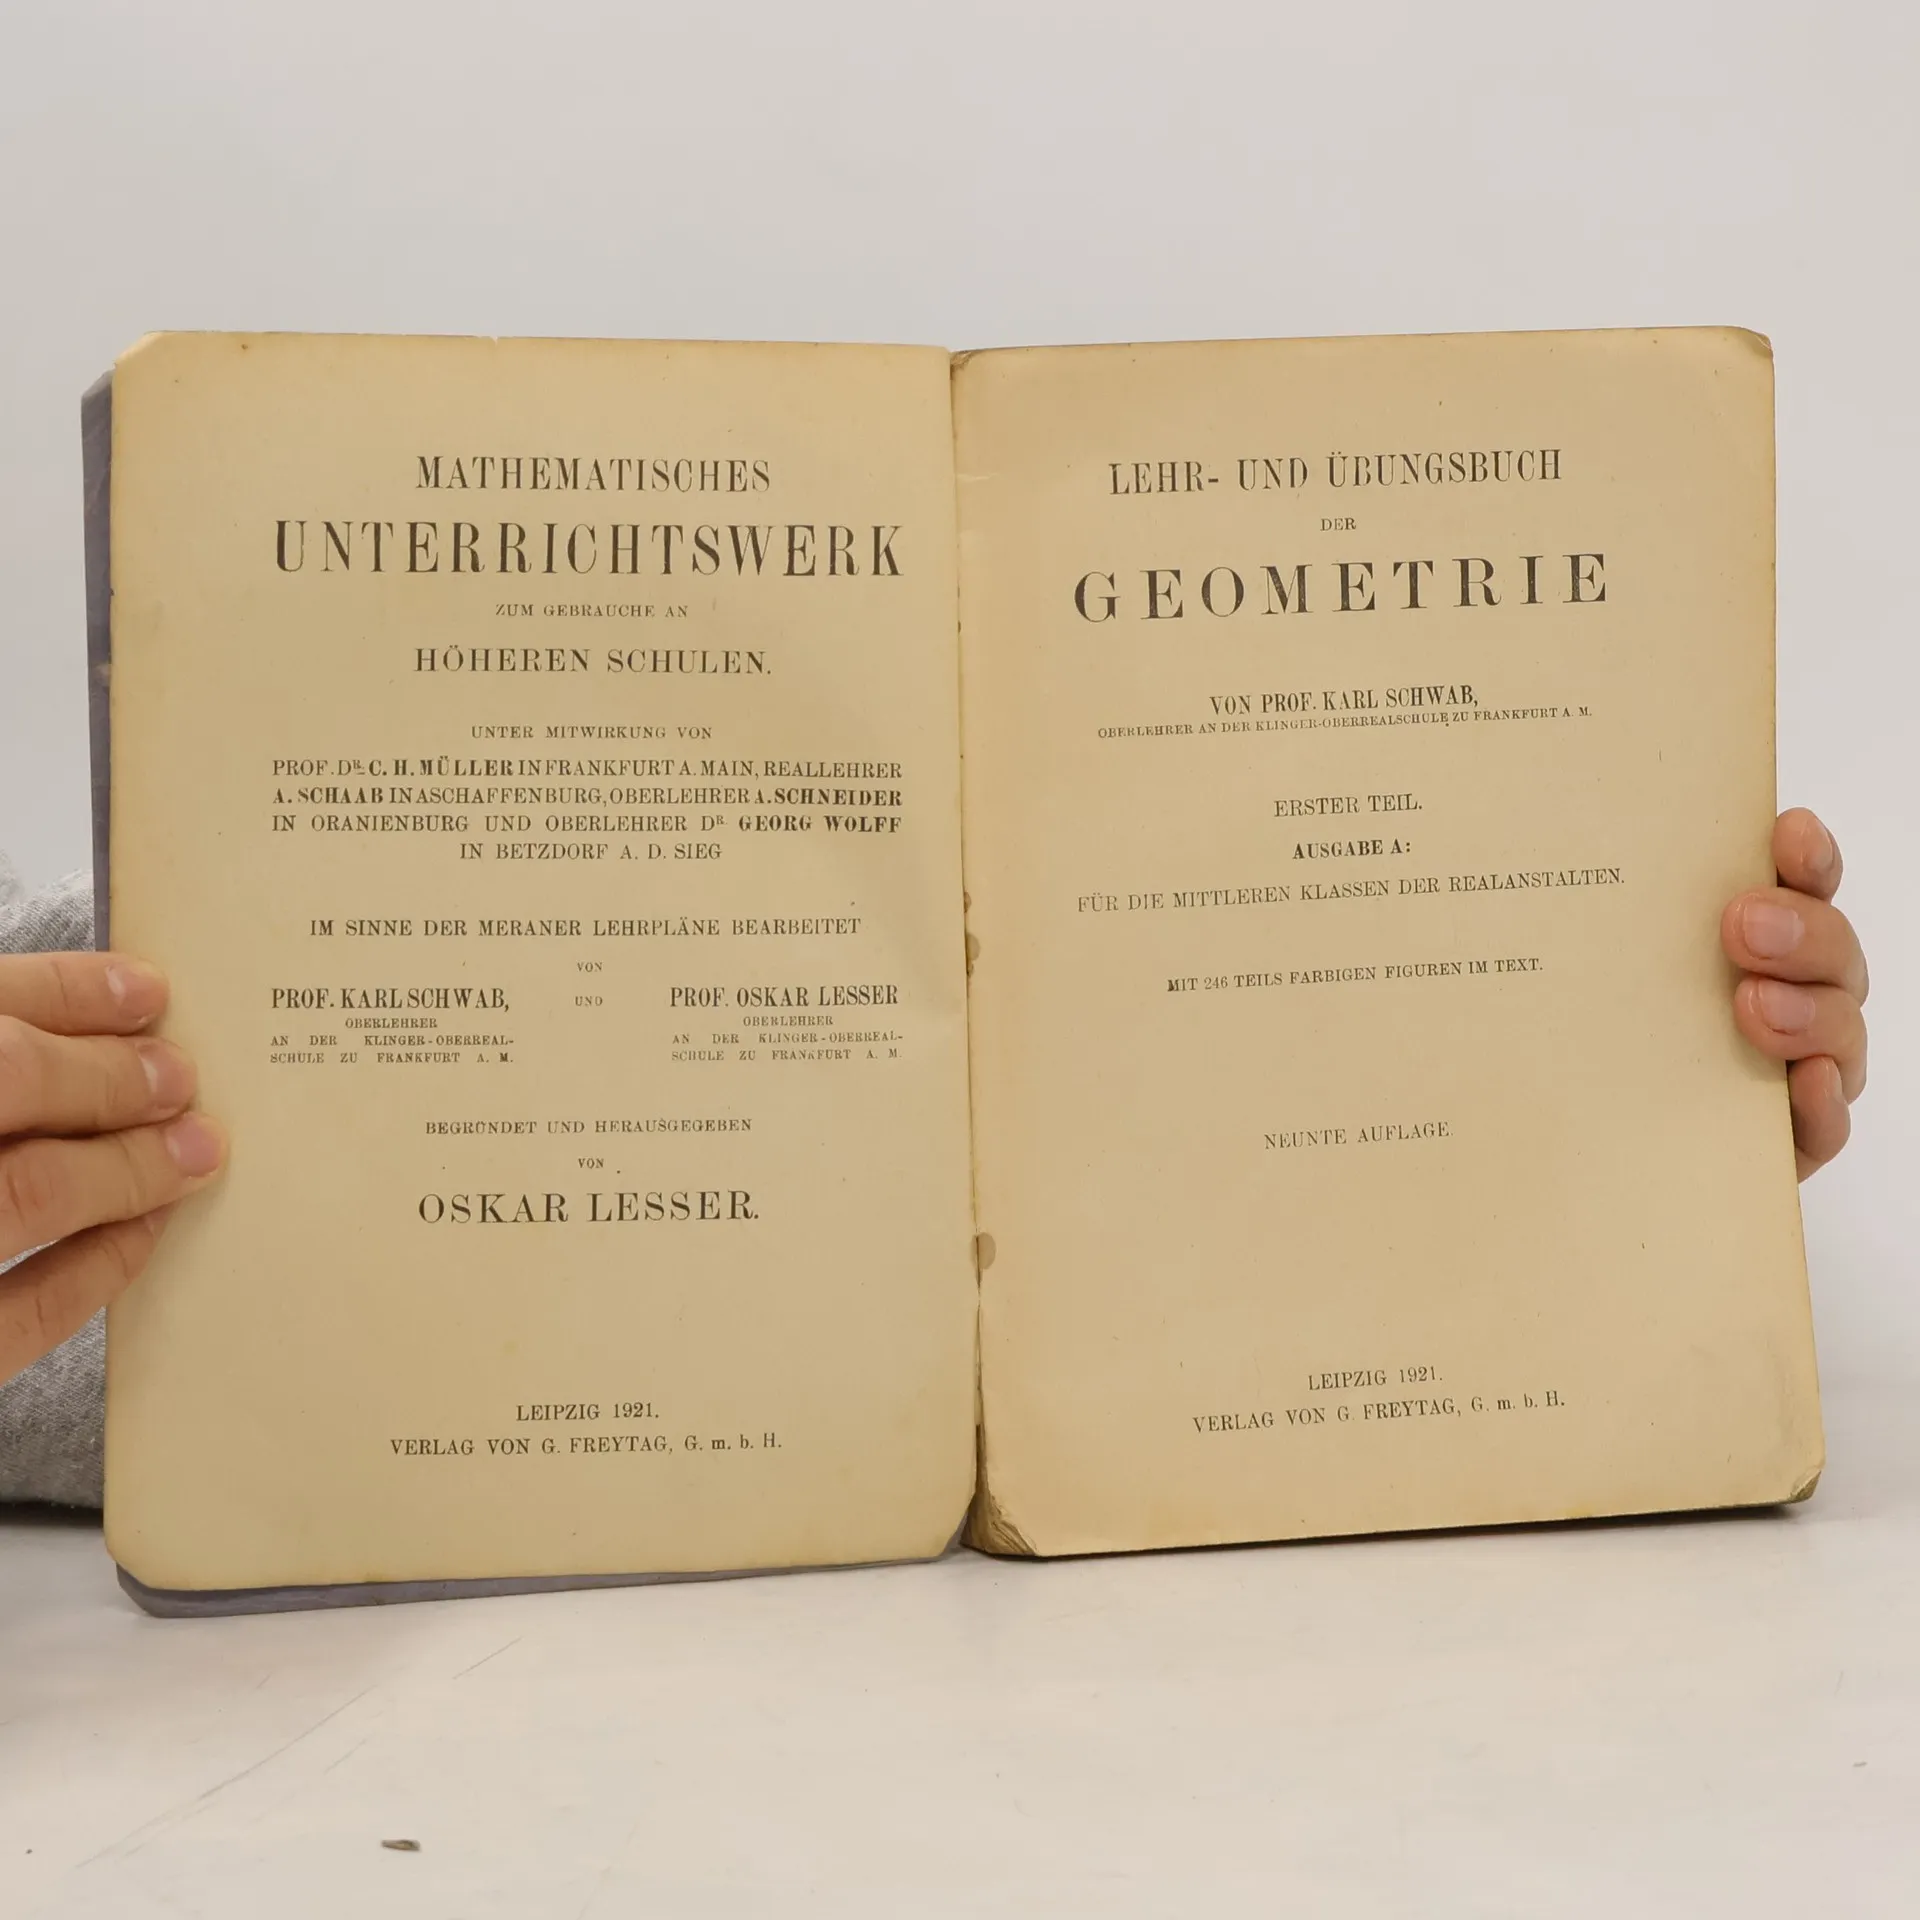 MATHEMATISCHES
UNTERRICHTSWERK
ZUM GEBRAUCHE AN
HÖHEREN SCHULEN.
UNTER MITWIRKUNG VON
PROF. DR. C. H. MÜLLER IN FRANKFURT A. MAIN, REALLEHRER
A. SCHAAB IN ASCHAFFENBURG, OBERLEHRER A. SCHNEIDER
IN ORANIENBURG UND OBERLEHRER DR. GEORG WOLFF
IN BETZDORF A. D. SIEG
IM SINNE DER MERANER LEHRPLÄNE BEARBEITET
VON
PROF. KARL SCHWAB, UND PROF. OSKAR LESSER
OBERLEHRER OBERLEHRER
AN DER KLINGER-OBERREAL- AN DER KLINGER-OBERREAL-
SCHULE ZU FRANKFURT A. M. SCHULE ZU FRANKFURT A. M.
BEGRÜNDET UND HERAUSGEGEBEN
VON
OSKAR LESSER.
LEIPZIG 1921.
VERLAG VON G. FREYTAG, G. m. b. H.
LEHR- UND ÜBUNGSBUCH
DER
GEOMETRIE
VON PROF. KARL SCHWAB,
OBERLEHRER AN DER KLINGER-OBERREALSCHULE ZU FRANKFURT A. M.
ERSTER TEIL.
AUSGABE A:
FÜR DIE MITTLEREN KLASSEN DER REALANSTALTEN.
MIT 246 TEILS FARBIGEN FIGUREN IM TEXT.
NEUNTE AUFLAGE.
LEIPZIG 1921.
VERLAG VON G. FREYTAG, G. m. b. H.